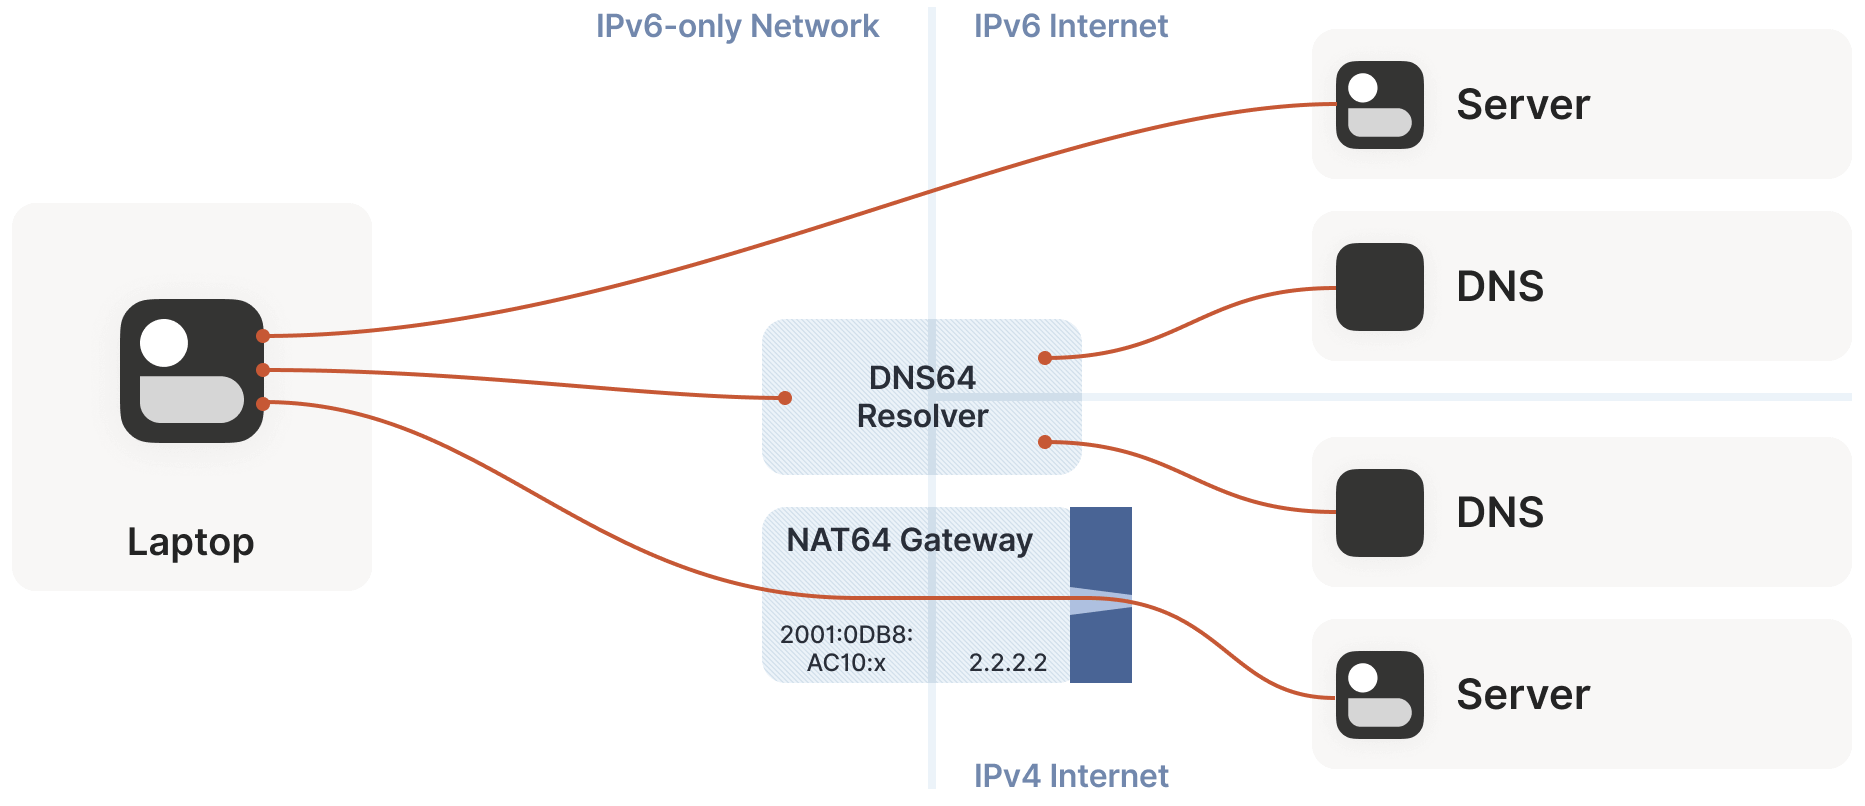 IPv6-only Network
IPv6 Internet
Server
DNS
Laptop
DNS64
Resolver
NAT64 Gateway
2001:0DB8:
AC10:x
2.2.2.2
DNS
Server
IPv4 Internet